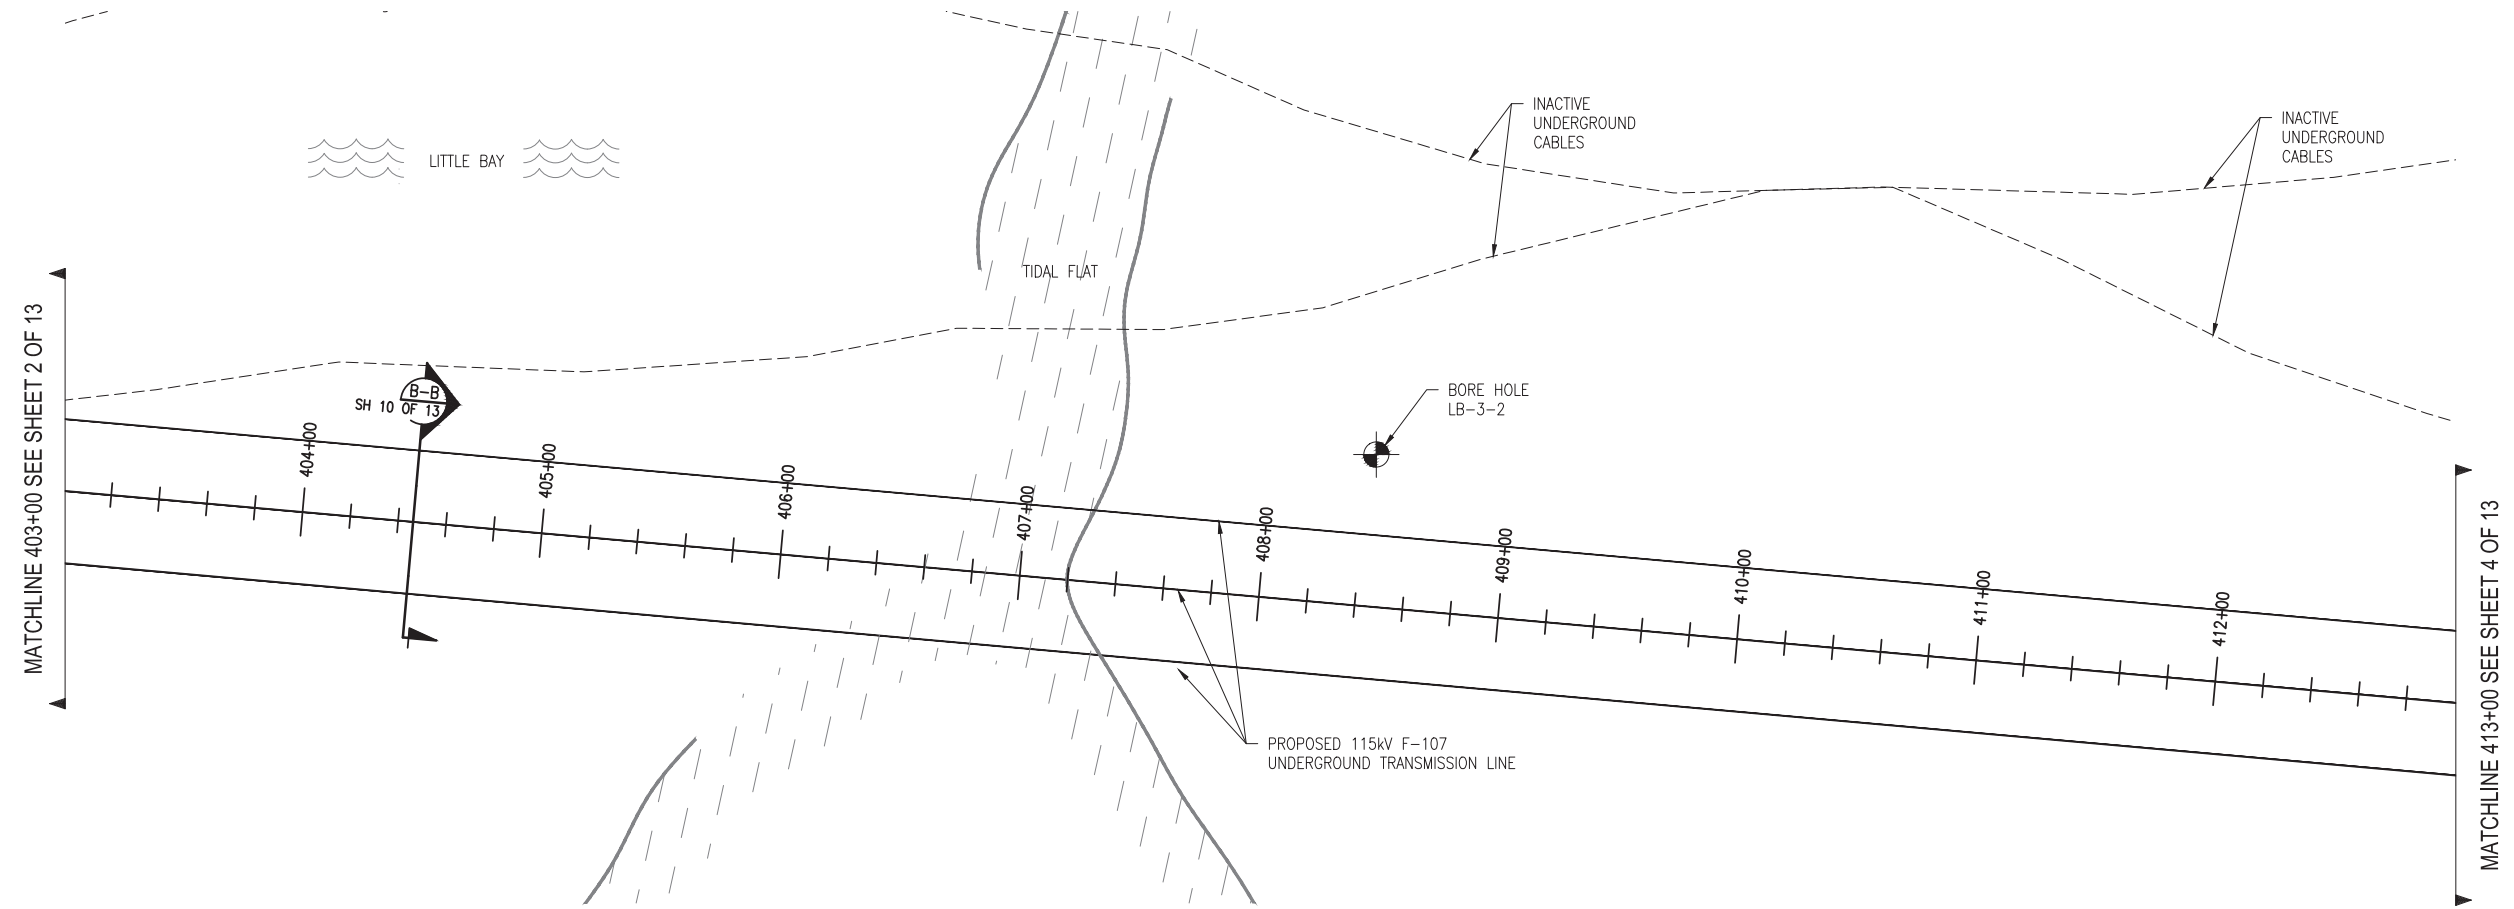 INACTIVE
UNDERGROUND
CABLES
INACTIVE
UNDERGROUND
CABLES
LITTLE BAY
TIDAL FLAT
MATCHLINE 403+00 SEE SHEET 2 OF 13
B-B
SH 10 OF 13
BORE HOLE
LB-3-2
404+00
405+00
406+00
407+00
408+00
409+00
410+00
411+00
412+00
PROPOSED 115kV F-107
UNDERGROUND TRANSMISSION LINE
MATCHLINE 413+00 SEE SHEET 4 OF 13